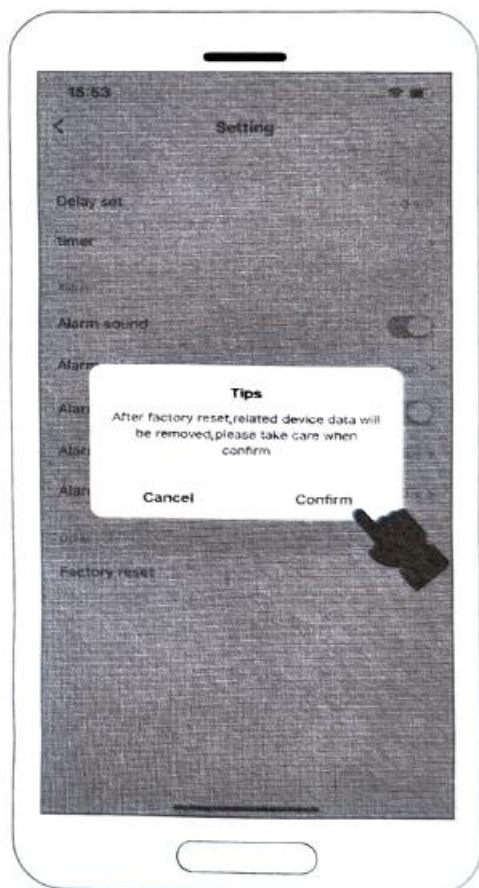 15:53
Setting
Delay set
timer
Alarm sound
Alarm
Tips
After factory reset,related device data will
be removed,please take care when
confirm
Cancel
Confirm
Factory reset